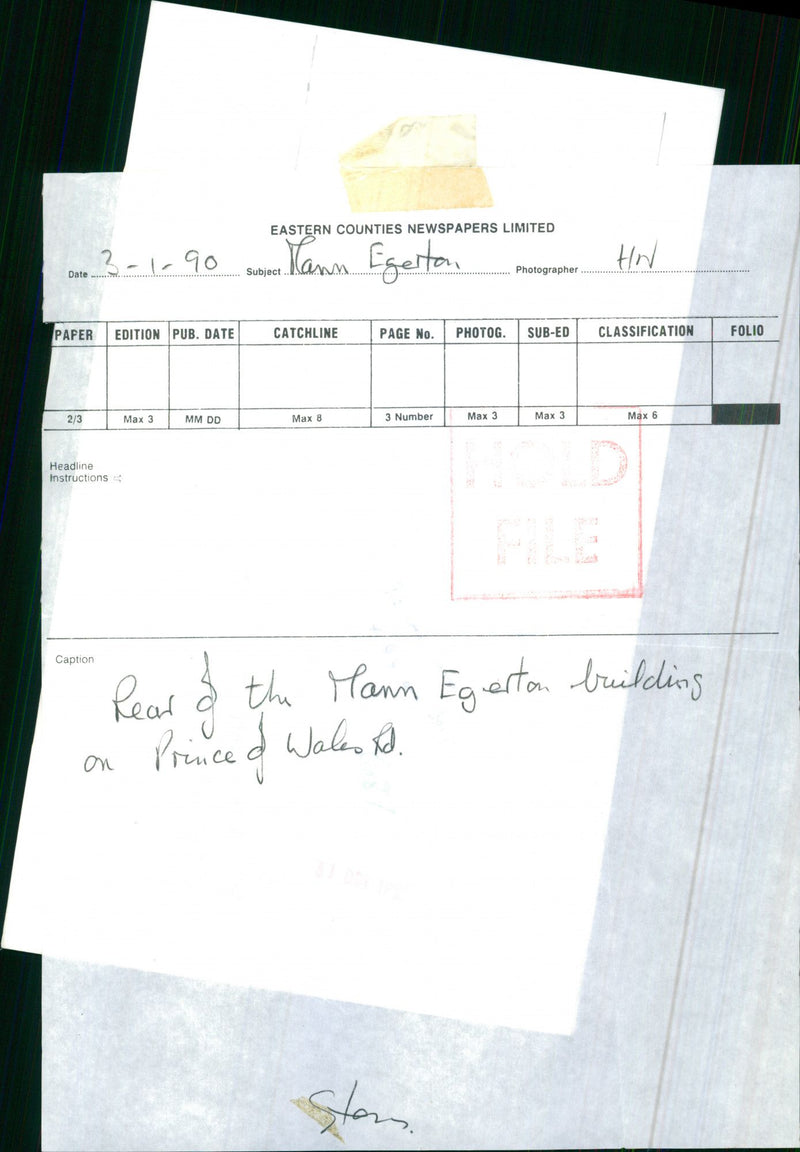 EASTERN COUNTIES NEWSPAPERS LIMITED
Date 3-1-90 Subject Mann Egerton Photographer HN
PAPER EDITION PUB. DATE CATCHLINE PAGE No. PHOTOG. SUB-ED CLASSIFICATION FOLIO
2/3 Max 3 MM DD Max 8 3 Number Max 3 Max 3 Max 6
Headline
Instructions
HOLD
FILE
Caption
Rear of the Mann Egerton building
on Prince of Wales Rd.